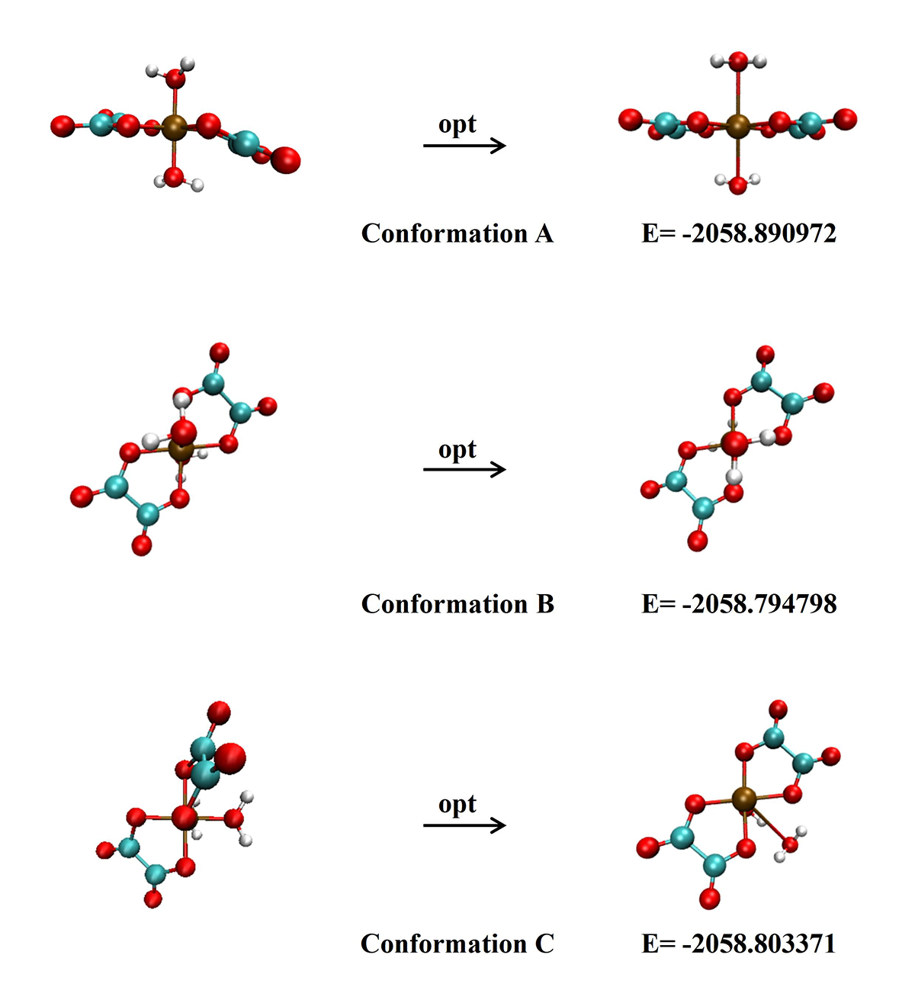 opt
Conformation A
E= -2058.890972
opt
Conformation B
E= -2058.794798
opt
Conformation C
E= -2058.803371